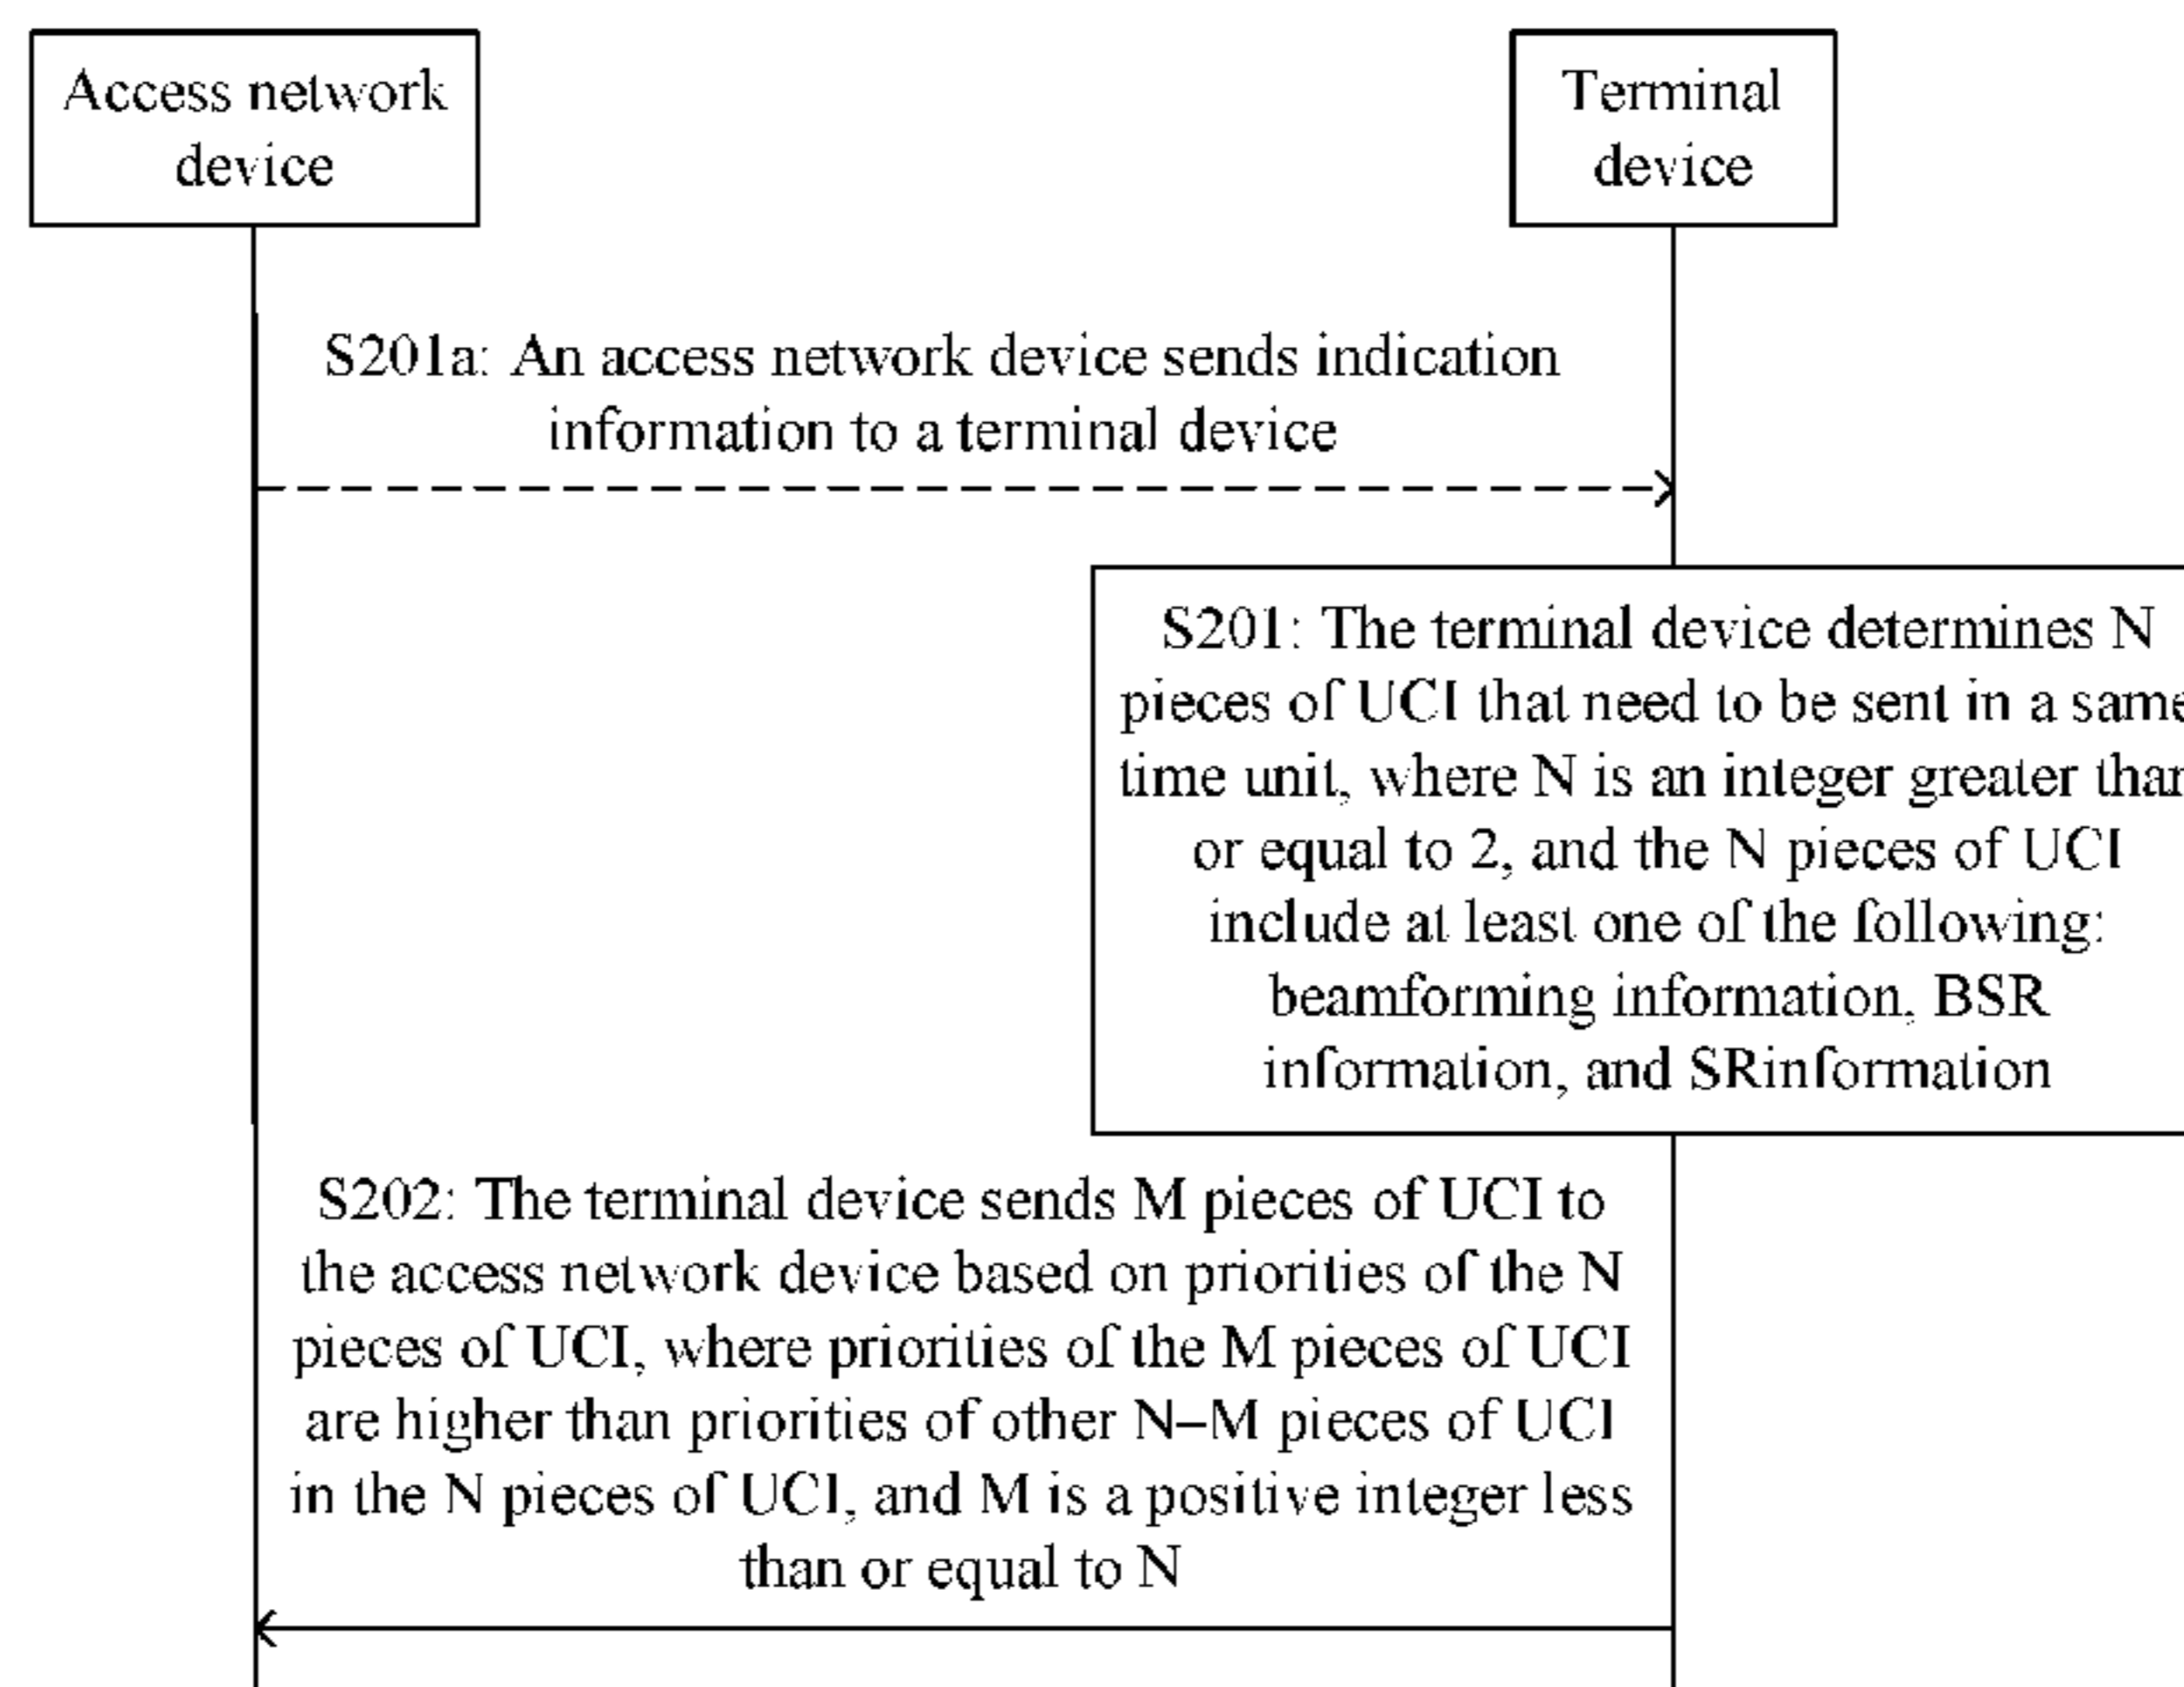 Access network
device
Terminal
device
S201a: An access network device sends indication
information to a terminal device
S201: The terminal device determines N
pieces of UCI that need to be sent in a same
time unit, where N is an integer greater than
or equal to 2, and the N pieces of UCI
include at least one of the following:
beamforming information, BSR
information, and SRinformation
S202: The terminal device sends M pieces of UCI to
the access network device based on priorities of the N
pieces of UCI, where priorities of the M pieces of UCI
are higher than priorities of other N–M pieces of UCI
in the N pieces of UCI, and M is a positive integer less
than or equal to N